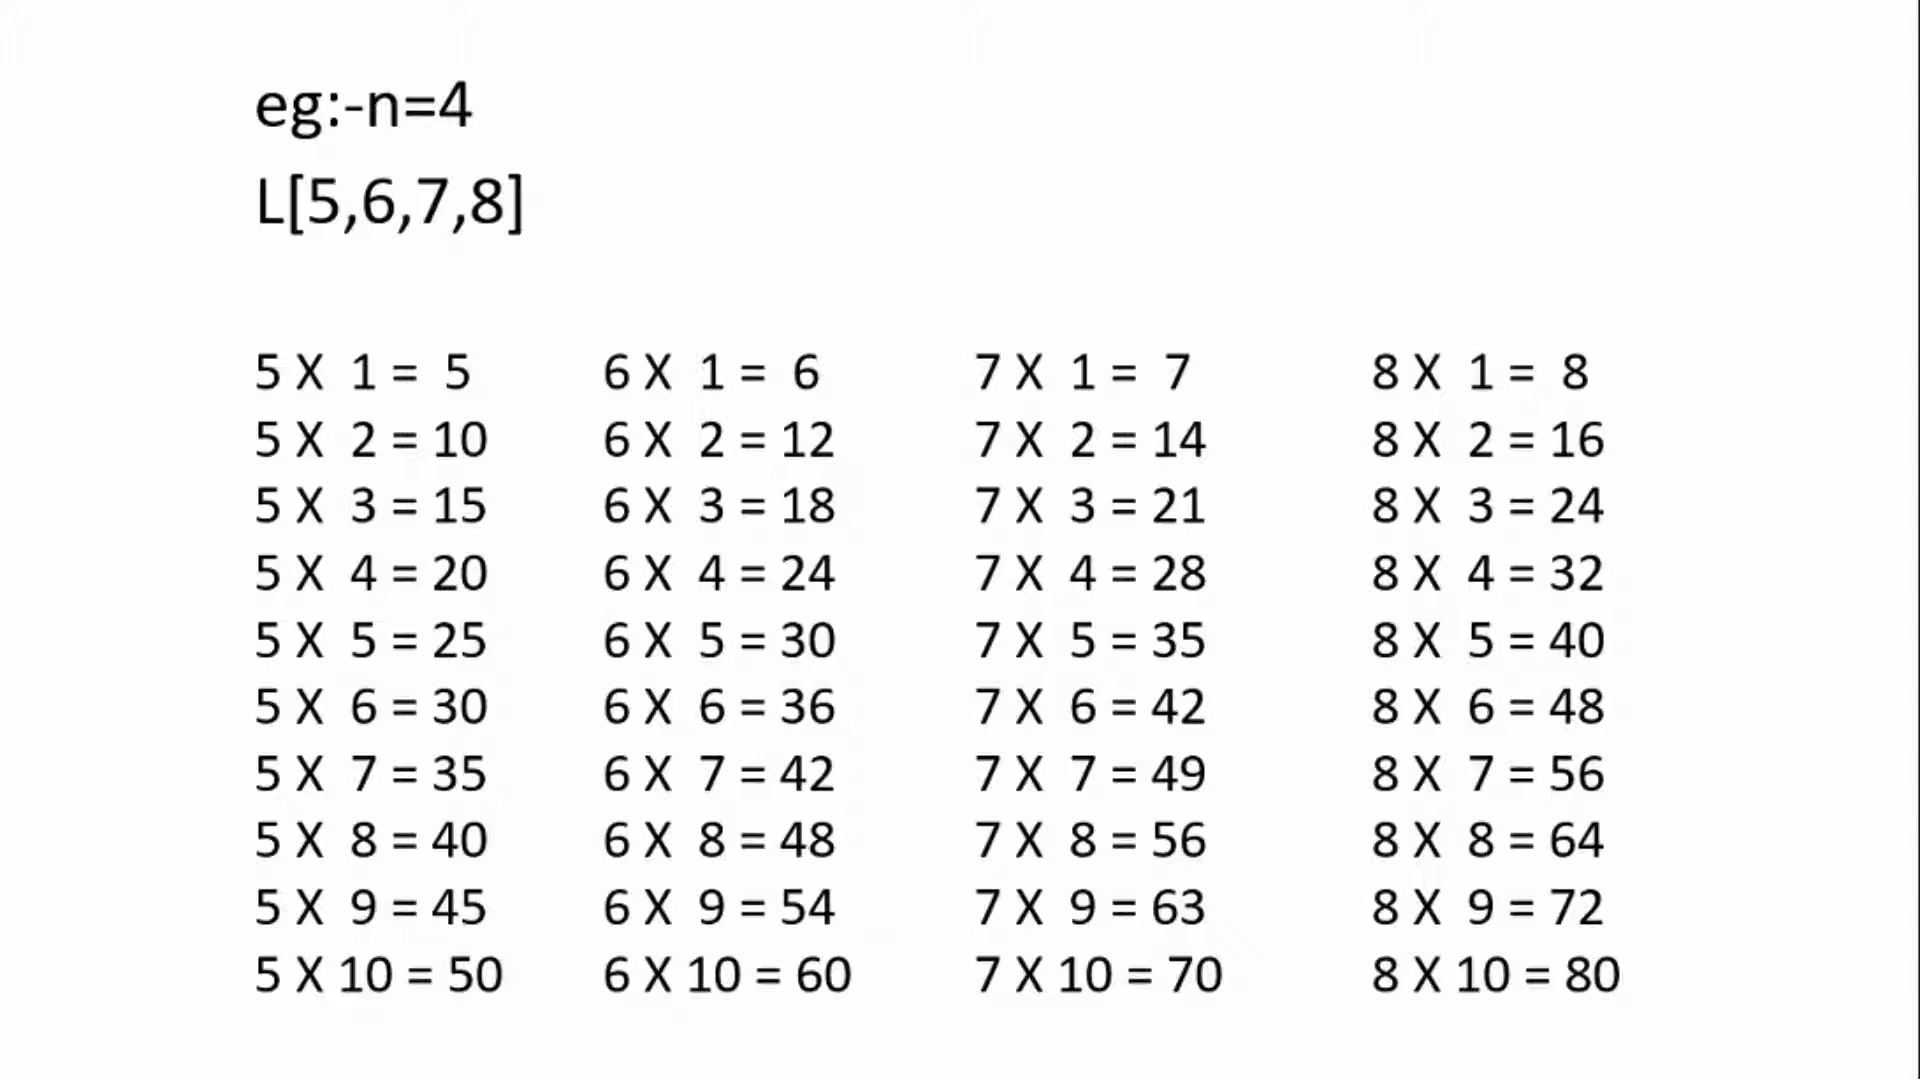 eg:-n=4
L[5,6,7,8]
5 X 1 = 5 6 X 1 = 6 7 X 1 = 7 8 X 1 = 8
5 X 2 = 10 6 X 2 = 12 7 X 2 = 14 8 X 2 = 16
5 X 3 = 15 6 X 3 = 18 7 X 3 = 21 8 X 3 = 24
5 X 4 = 20 6 X 4 = 24 7 X 4 = 28 8 X 4 = 32
5 X 5 = 25 6 X 5 = 30 7 X 5 = 35 8 X 5 = 40
5 X 6 = 30 6 X 6 = 36 7 X 6 = 42 8 X 6 = 48
5 X 7 = 35 6 X 7 = 42 7 X 7 = 49 8 X 7 = 56
5 X 8 = 40 6 X 8 = 48 7 X 8 = 56 8 X 8 = 64
5 X 9 = 45 6 X 9 = 54 7 X 9 = 63 8 X 9 = 72
5 X 10 = 50 6 X 10 = 60 7 X 10 = 70 8 X 10 = 80